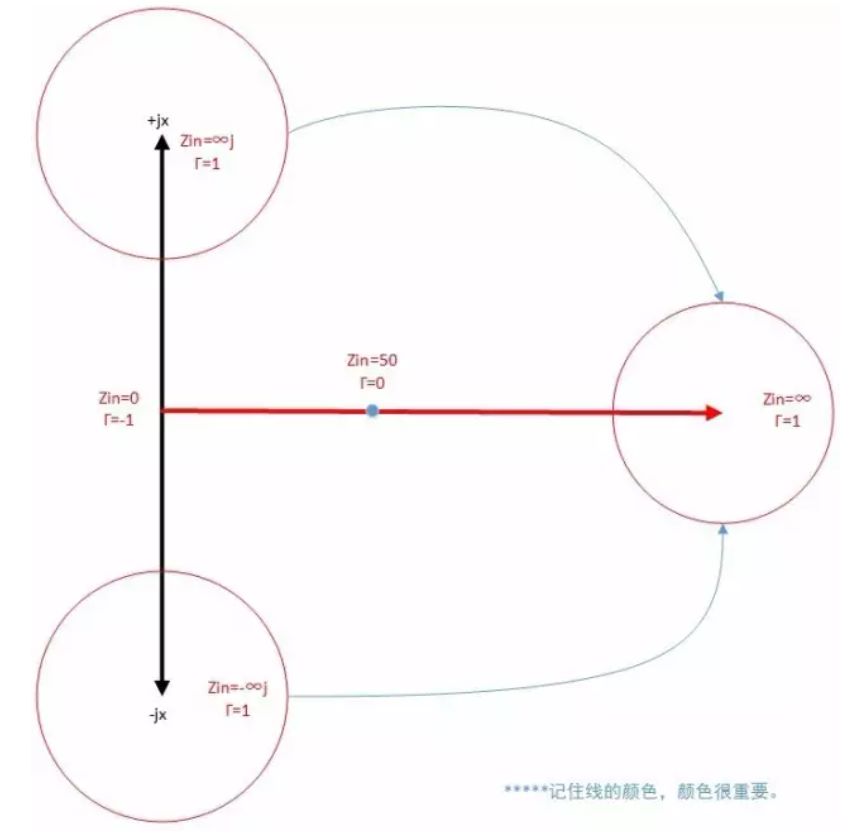 +jx
Zin=∞j
Γ=1
Zin=50
Γ=0
Zin=0
Γ=-1
Zin=∞
Γ=1
Zin=-∞j
Γ=1
-jx
*****记住线的颜色，颜色很重要。